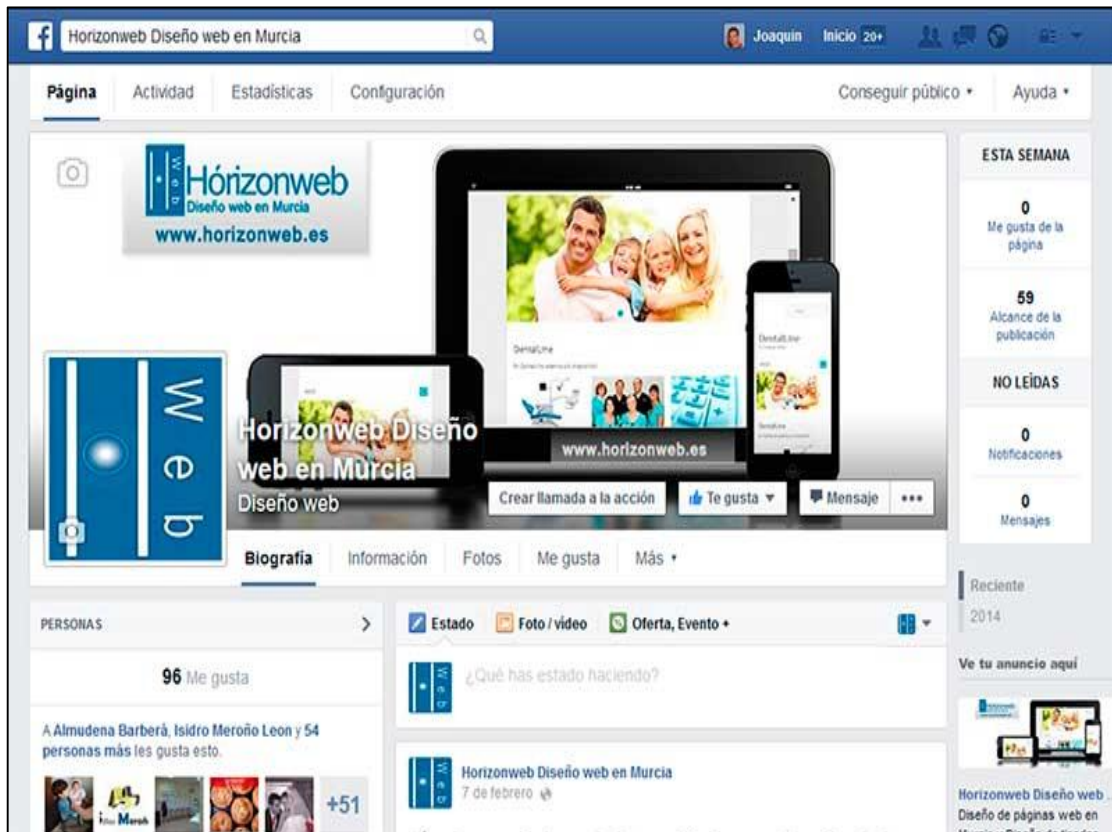 Horizonweb Diseño web en Murcia
Joaquin Inicio 20+
Página Actividad Estadísticas Configuración Conseguir público Ayuda
Web
Hórizonweb
Diseño web en Murcia
www.horizonweb.es
DentalLine
www.horizonweb.es
DentalLine
Web
Horizonweb Diseño
web en Murcia
Diseño web
Crear llamada a la acción Te gusta Mensaje
Biografía Información Fotos Me gusta Más
ESTA SEMANA
0
Me gusta de la
página
59
Alcance de la
publicación
NO LEÍDAS
0
Notificaciones
0
Mensajes
Reciente
2014
Ve tu anuncio aquí
Horizonweb Diseño web ..
Diseño de páginas web en
PERSONAS
96 Me gusta
A Almudena Barberá, Isidro Meroño Leon y 54
personas más les gusta esto.
+51
Estado Foto / vídeo Oferta, Evento +
Web
¿Qué has estado haciendo?
Web
Horizonweb Diseño web en Murcia
7 de febrero